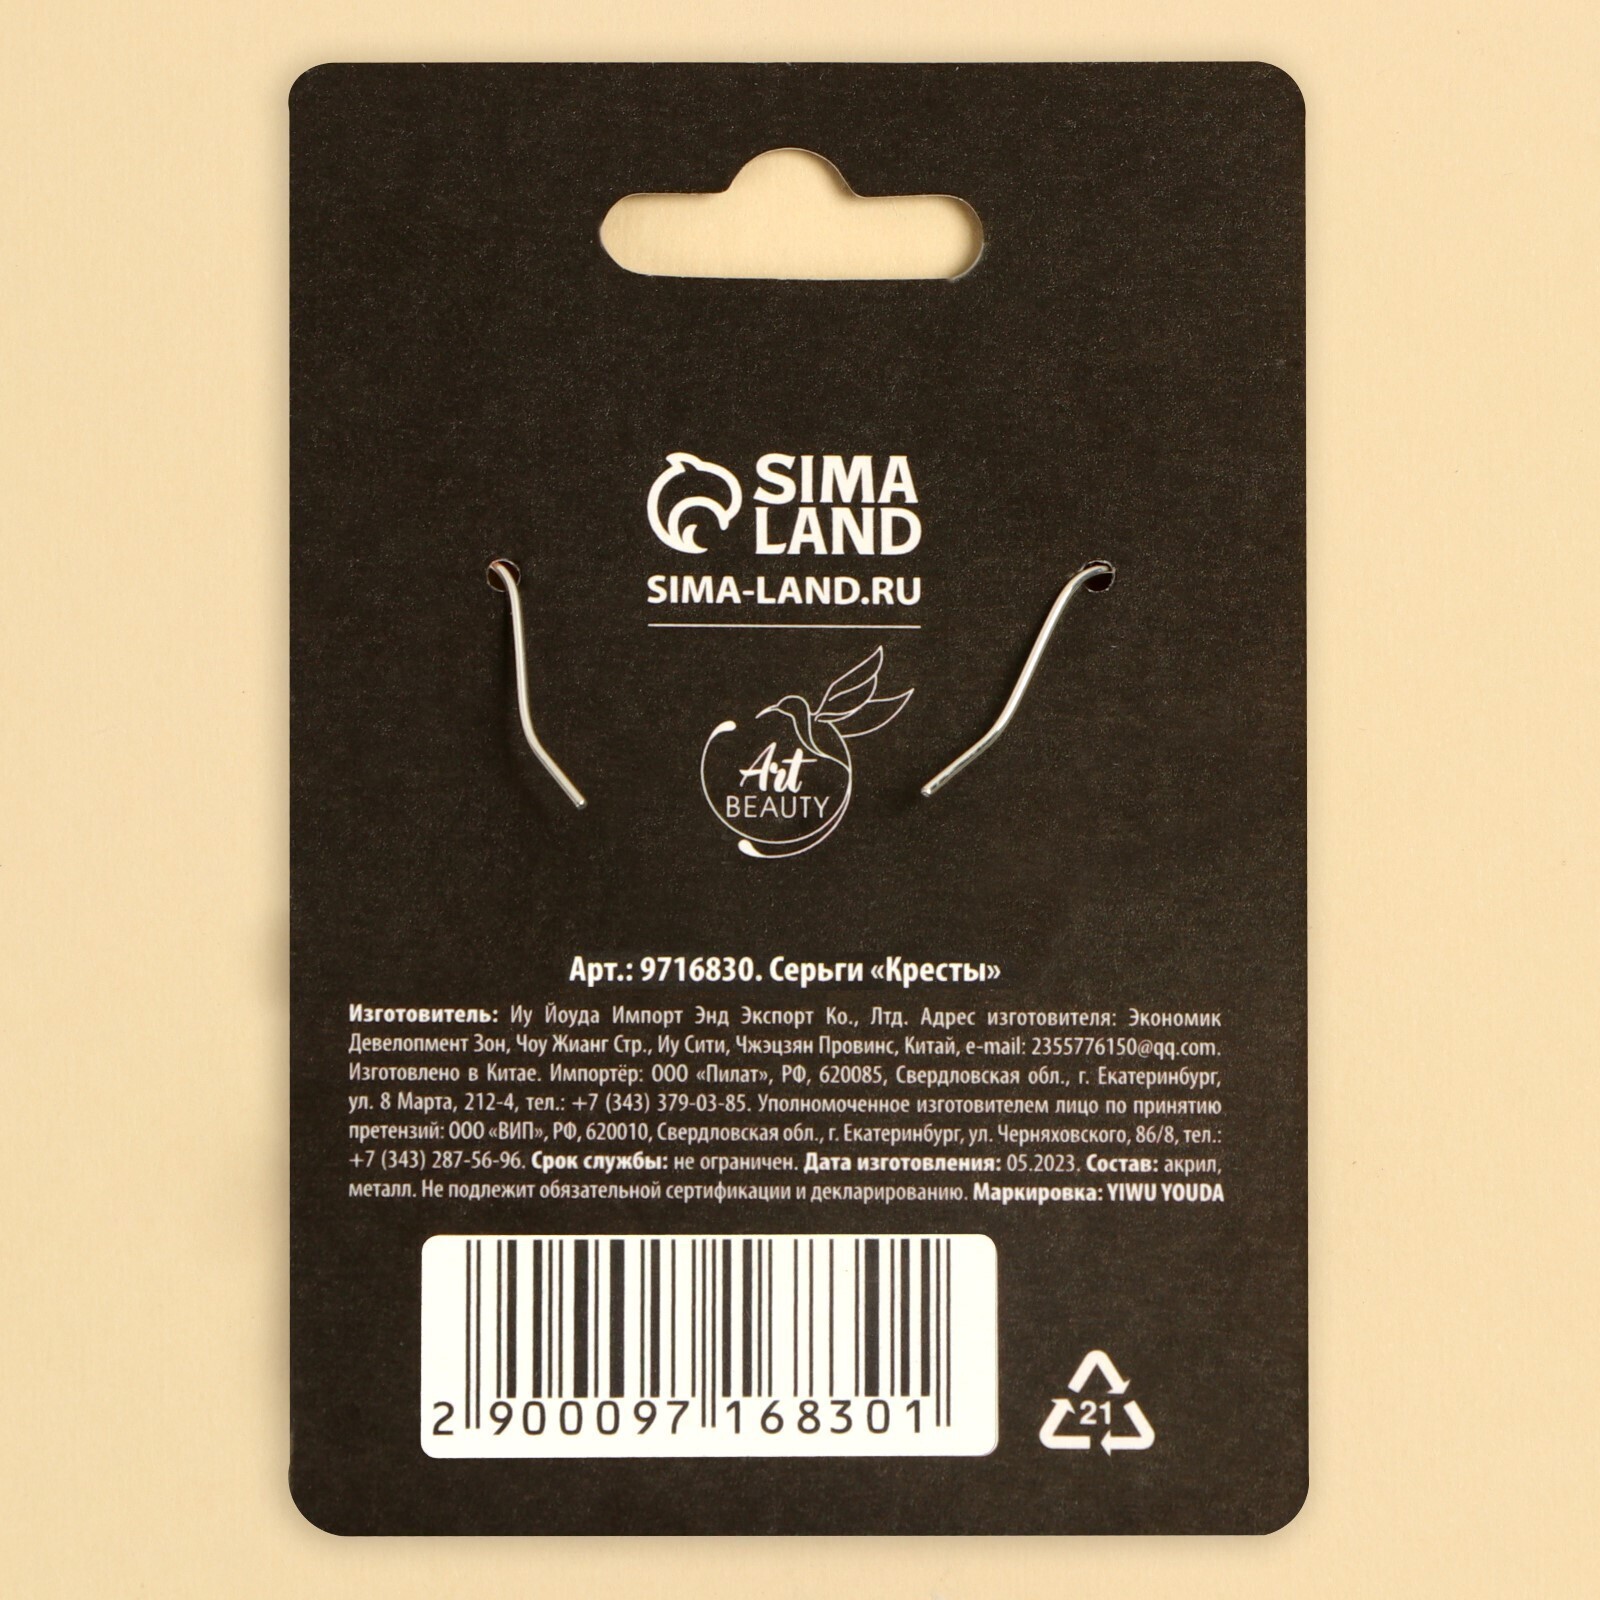 SIMA
LAND
SIMA-LAND.RU
Art
BEAUTY
Арт.: 9716830. Серьги «Кресты»
Изготовитель: Иу Йоуда Импорт Энд Экспорт Ко., Лтд. Адрес изготовителя: Экономик
Девелопмент Зон, Чоу Жианг Стр., Иу Сити, Чжэцзян Провинс, Китай, e-mail: 2355776150@qq.com.
Изготовлено в Китае. Импортёр: ООО «Пилат», РФ, 620085, Свердловская обл., г. Екатеринбург,
ул. 8 Марта, 212-4, тел.: +7 (343) 379-03-85. Уполномоченное изготовителем лицо по принятию
претензий: ООО «ВИП», РФ, 620010, Свердловская обл., г. Екатеринбург, ул. Черняховского, 86/8, тел.:
+7 (343) 287-56-96. Срок службы: не ограничен. Дата изготовления: 05.2023. Состав: акрил,
металл. Не подлежит обязательной сертификации и декларированию. Маркировка: YIWU YOUDA
2 900097 168301
21